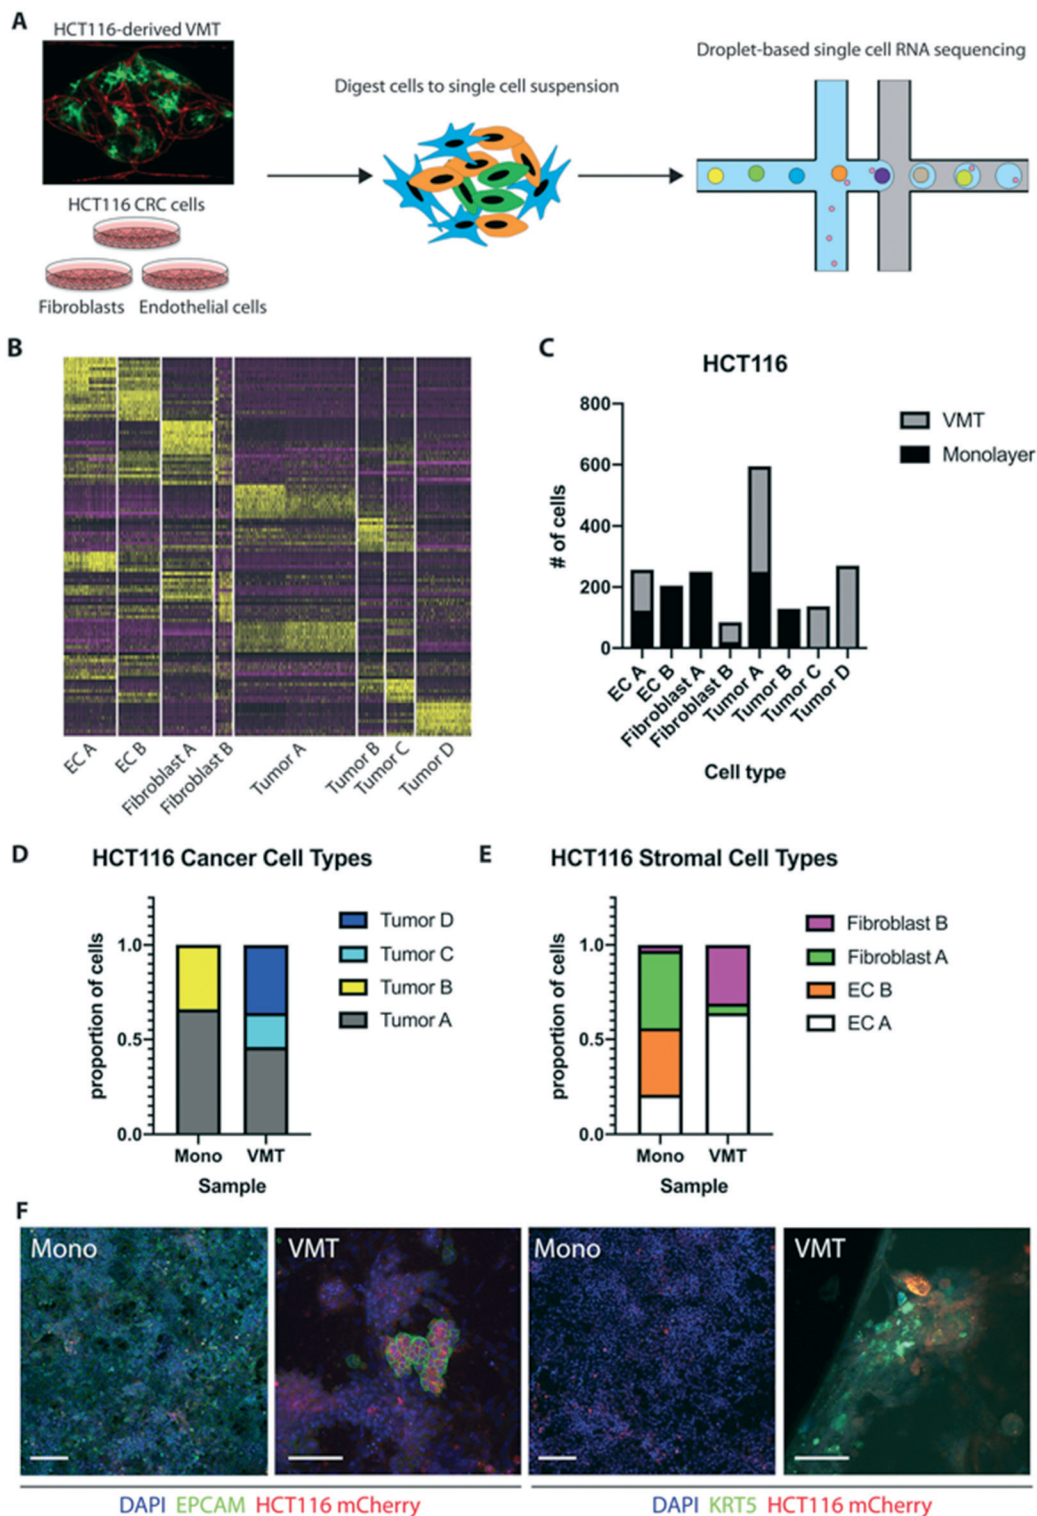 A
HCT116-derived VMT
Digest cells to single cell suspension
Droplet-based single cell RNA sequencing
HCT116 CRC cells
Fibroblasts
Endothelial cells
B
EC A
EC B
Fibroblast A
Fibroblast B
Tumor A
Tumor B
Tumor C
Tumor D
C
HCT116
800
600
400
200
0
# of cells
VMT
Monolayer
EC A
EC B
Fibroblast A
Fibroblast B
Tumor A
Tumor B
Tumor C
Tumor D
Cell type
D
HCT116 Cancer Cell Types
1.0
0.5
0.0
proportion of cells
Tumor D
Tumor C
Tumor B
Tumor A
Mono
VMT
Sample
E
HCT116 Stromal Cell Types
1.0
0.5
0.0
proportion of cells
Fibroblast B
Fibroblast A
EC B
EC A
Mono
VMT
Sample
F
Mono
VMT
Mono
VMT
DAPI EPCAM HCT116 mCherry
DAPI KRT5 HCT116 mCherry